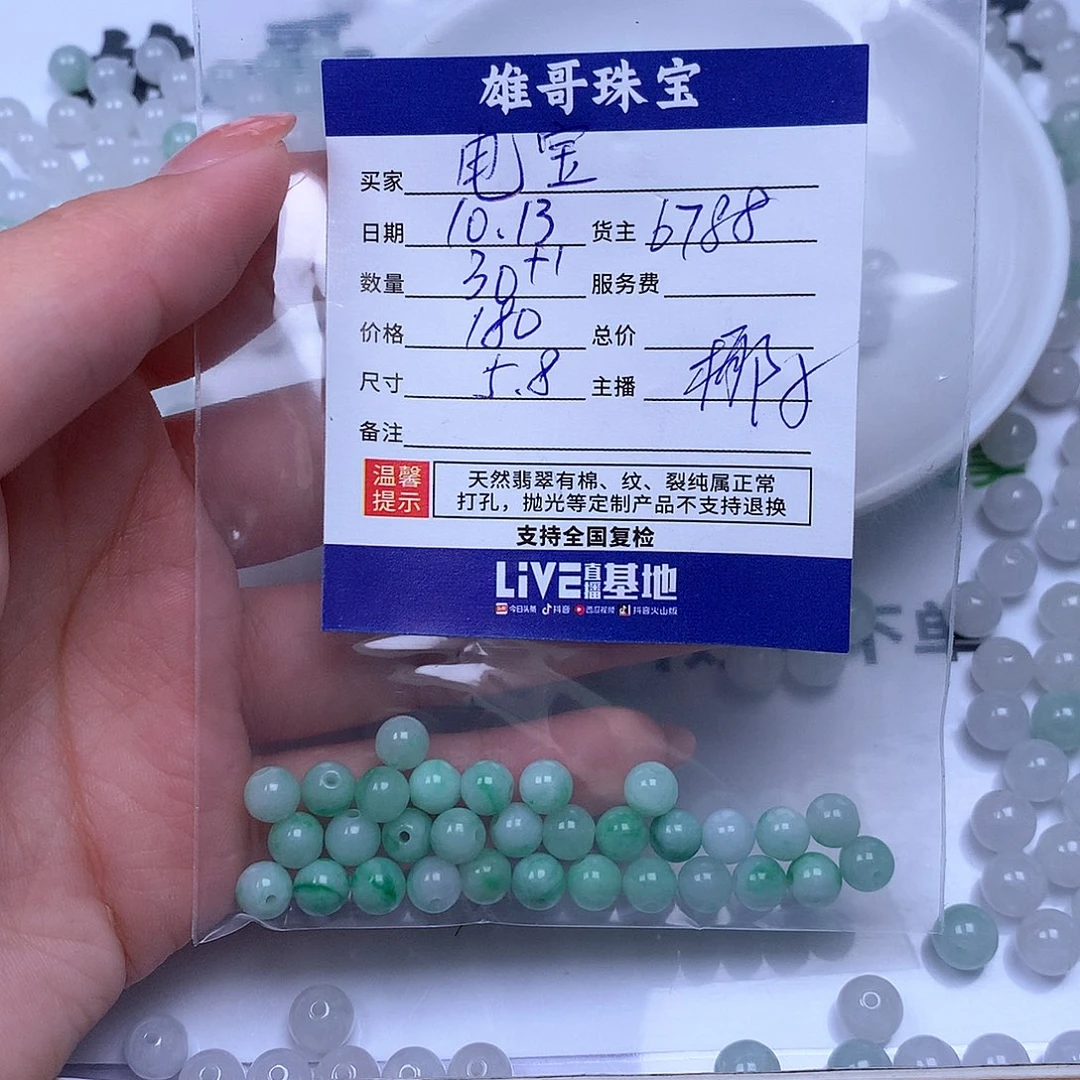 雄哥珠宝
买家 甩宝
日期 10.13 货主 6788
数量 30+1 服务费
价格 180 总价
尺寸 5.8 主播 椰子
备注
温馨提示
天然翡翠有棉、纹、裂纯属正常
打孔，抛光等定制产品不支持退换
支持全国复检
LiVE直播基地
今日头条 抖音 西瓜视频 抖音火山版